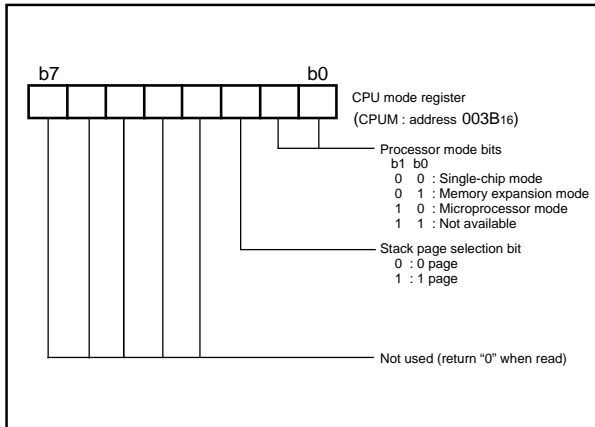 b7 b0
CPU mode register
(CPUM : address 003B16)
Processor mode bits
b1 b0
0 0 : Single-chip mode
0 1 : Memory expansion mode
1 0 : Microprocessor mode
1 1 : Not available
Stack page selection bit
0 : 0 page
1 : 1 page
Not used (return “0” when read)